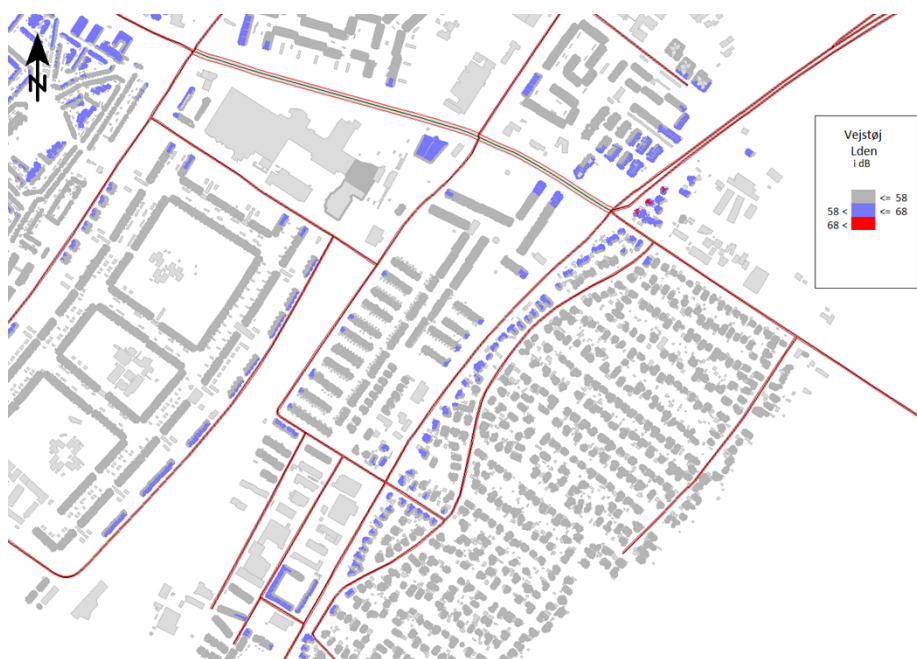 N
Vejstøj
Lden
i dB
<= 58
58 < <= 68
68 <